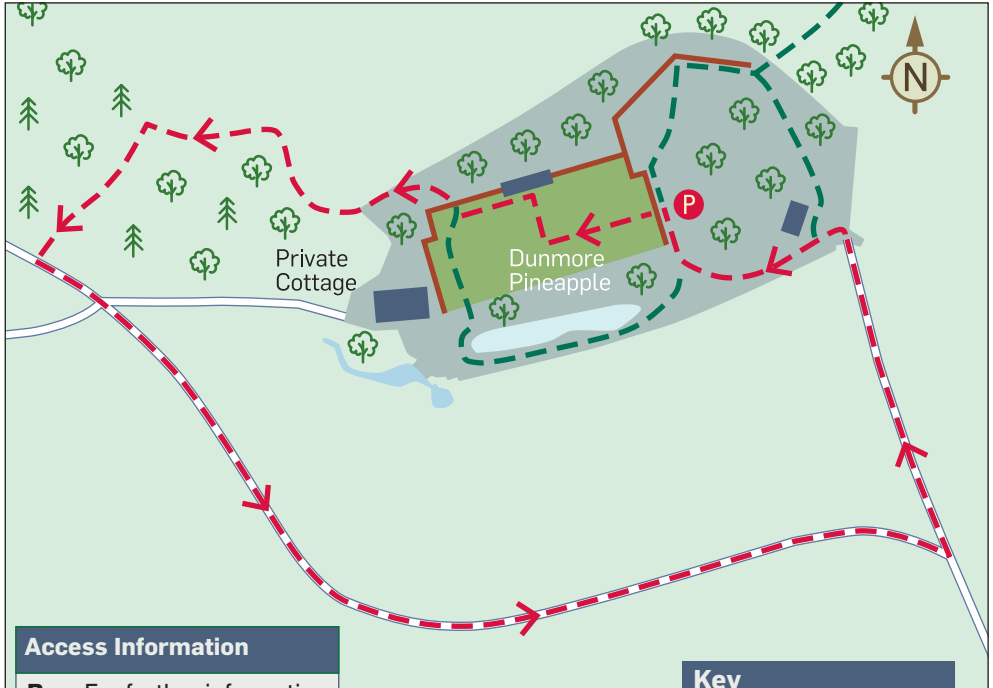 N
P
Private
Cottage
Dunmore
Pineapple
Access Information
Key